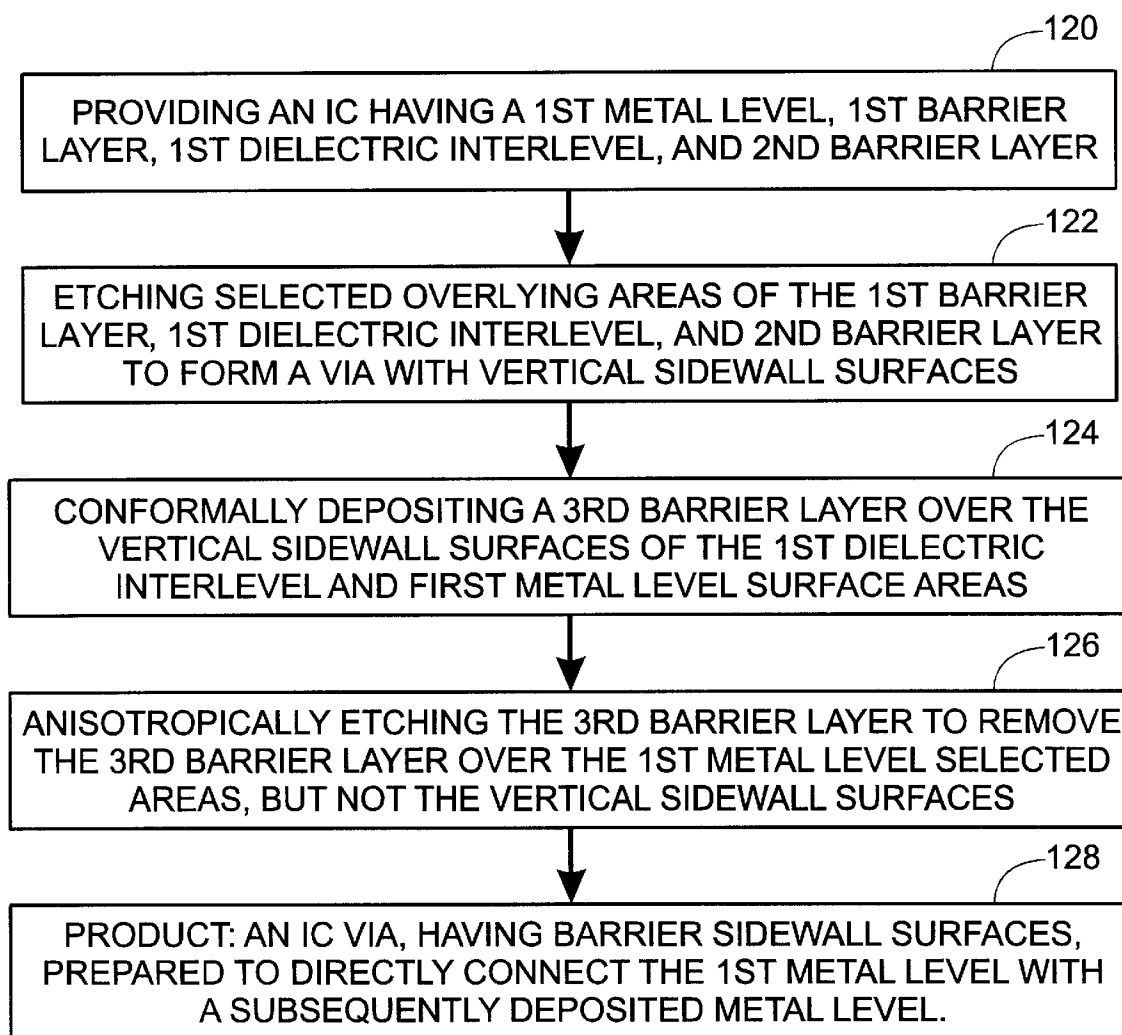 120
PROVIDING AN IC HAVING A 1ST METAL LEVEL, 1ST BARRIER
LAYER, 1ST DIELECTRIC INTERLEVEL, AND 2ND BARRIER LAYER
122
ETCHING SELECTED OVERLYING AREAS OF THE 1ST BARRIER
LAYER, 1ST DIELECTRIC INTERLEVEL, AND 2ND BARRIER LAYER
TO FORM A VIA WITH VERTICAL SIDEWALL SURFACES
124
CONFORMALLY DEPOSITING A 3RD BARRIER LAYER OVER THE
VERTICAL SIDEWALL SURFACES OF THE 1ST DIELECTRIC
INTERLEVEL AND FIRST METAL LEVEL SURFACE AREAS
126
ANISOTROPICALLY ETCHING THE 3RD BARRIER LAYER TO REMOVE
THE 3RD BARRIER LAYER OVER THE 1ST METAL LEVEL SELECTED
AREAS, BUT NOT THE VERTICAL SIDEWALL SURFACES
128
PRODUCT: AN IC VIA, HAVING BARRIER SIDEWALL SURFACES,
PREPARED TO DIRECTLY CONNECT THE 1ST METAL LEVEL WITH
A SUBSEQUENTLY DEPOSITED METAL LEVEL.